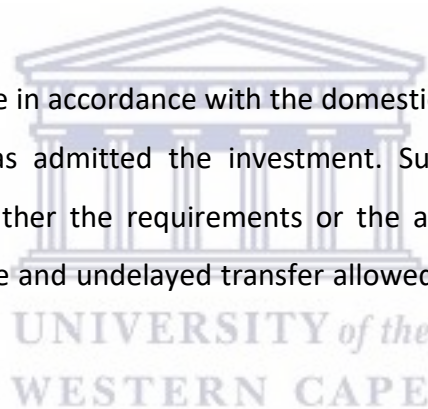 e in accordance with the domestic
as admitted the investment. Su
ther the requirements or the a
e and undelayed transfer allowed
UNIVERSITY of the
WESTERN CAPE